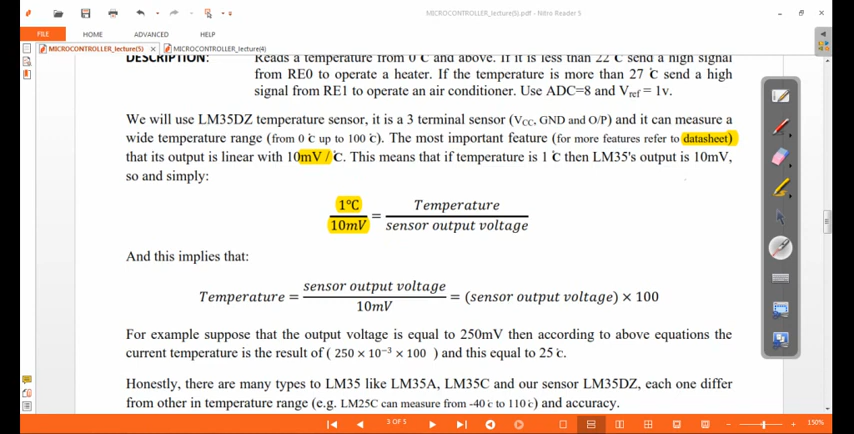 MICROCONTROLLER_lecture(5).pdf - Nitro Reader 5
FILE HOME ADVANCED HELP
MICROCONTROLLER_lecture(5) × MICROCONTROLLER_lecture(4)
DESCRIPTION: Reads a temperature from 0 ̊C and above. If it is less than 22 ̊C send a high signal
from RE0 to operate a heater. If the temperature is more than 27 ̊C send a high
signal from RE1 to operate an air conditioner. Use ADC=8 and Vref = 1v.
We will use LM35DZ temperature sensor, it is a 3 terminal sensor (VCC, GND and O/P) and it can measure a
wide temperature range (from 0 ̊c up to 100 ̊c). The most important feature (for more features refer to datasheet)
that its output is linear with 10mV / ̊C. This means that if temperature is 1 ̊C then LM35's output is 10mV,
so and simply:
1°C / 10mV = Temperature / sensor output voltage
And this implies that:
Temperature = sensor output voltage / 10mV = (sensor output voltage) × 100
For example suppose that the output voltage is equal to 250mV then according to above equations the
current temperature is the result of ( 250 × 10⁻³ × 100 ) and this equal to 25 ̊c.
Honestly, there are many types to LM35 like LM35A, LM35C and our sensor LM35DZ, each one differ
from other in temperature range (e.g. LM25C can measure from -40 ̊c to 110 ̊c) and accuracy.
3 OF 5
150%